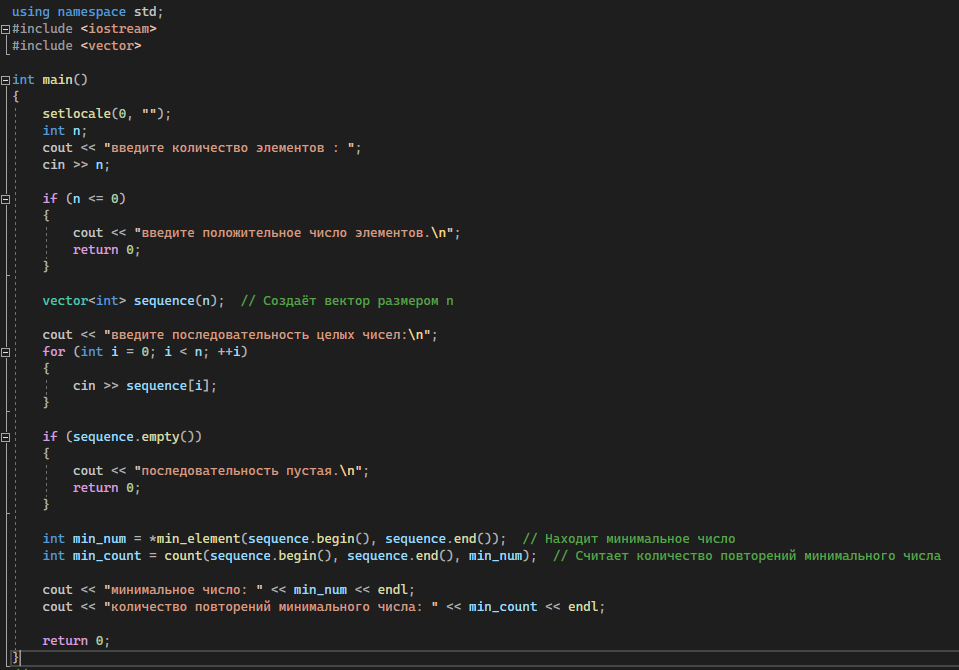 using namespace std;
#include <iostream>
#include <vector>
int main()
{
setlocale(0, "");
int n;
cout << "введите количество элементов : ";
cin >> n;
if (n <= 0)
{
cout << "введите положительное число элементов.\n";
return 0;
}
vector<int> sequence(n);  // Создаёт вектор размером n
cout << "введите последовательность целых чисел:\n";
for (int i = 0; i < n; ++i)
{
cin >> sequence[i];
}
if (sequence.empty())
{
cout << "последовательность пустая.\n";
return 0;
}
int min_num = *min_element(sequence.begin(), sequence.end());  // Находит минимальное число
int min_count = count(sequence.begin(), sequence.end(), min_num);  // Считает количество повторений минимального числа
cout << "минимальное число: " << min_num << endl;
cout << "количество повторений минимального числа: " << min_count << endl;
return 0;
}